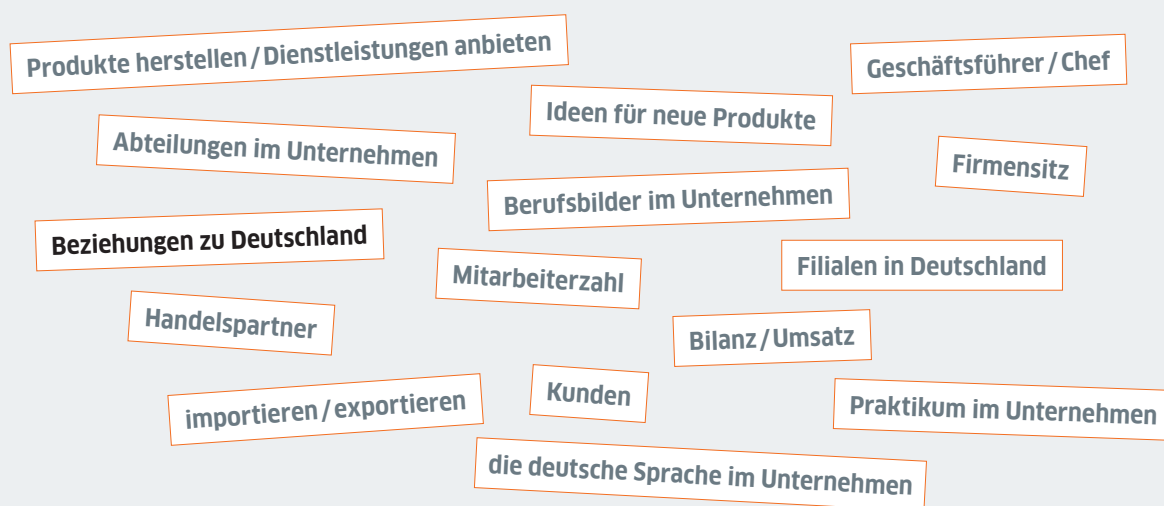 Produkte herstellen / Dienstleistungen anbieten
Geschäftsführer / Chef
Ideen für neue Produkte
Abteilungen im Unternehmen
Firmensitz
Berufsbilder im Unternehmen
Beziehungen zu Deutschland
Mitarbeiterzahl
Filialen in Deutschland
Handelspartner
Bilanz / Umsatz
importieren / exportieren
Kunden
Praktikum im Unternehmen
die deutsche Sprache im Unternehmen